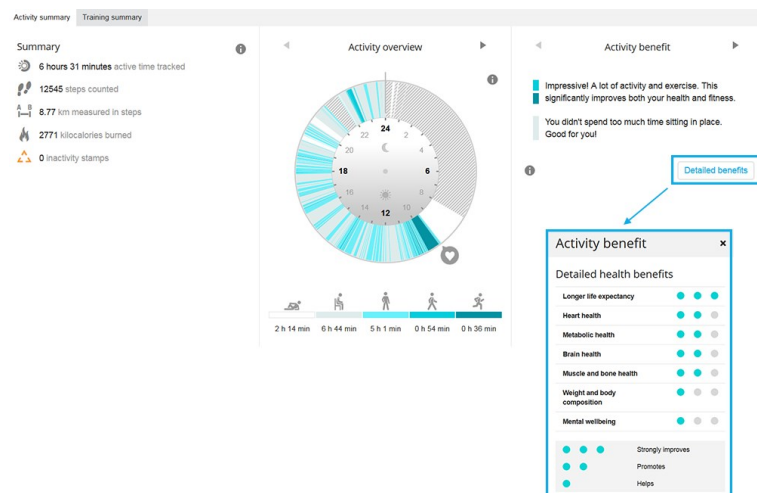 Activity summary
Training summary
Summary
6 hours 31 minutes active time tracked
12545 steps counted
A B
8.77 km measured in steps
2771 kilocalories burned
0 inactivity stamps
Activity overview
24
2
4
6
8
10
12
14
16
18
20
22
2 h 14 min
6 h 44 min
5 h 1 min
0 h 54 min
0 h 36 min
Activity benefit
Impressive! A lot of activity and exercise. This
significantly improves both your health and fitness.
You didn't spend too much time sitting in place.
Good for you!
Detailed benefits
Activity benefit
×
Detailed health benefits
Longer life expectancy
Heart health
Metabolic health
Brain health
Muscle and bone health
Weight and body
composition
Mental wellbeing
Strongly improves
Promotes
Helps